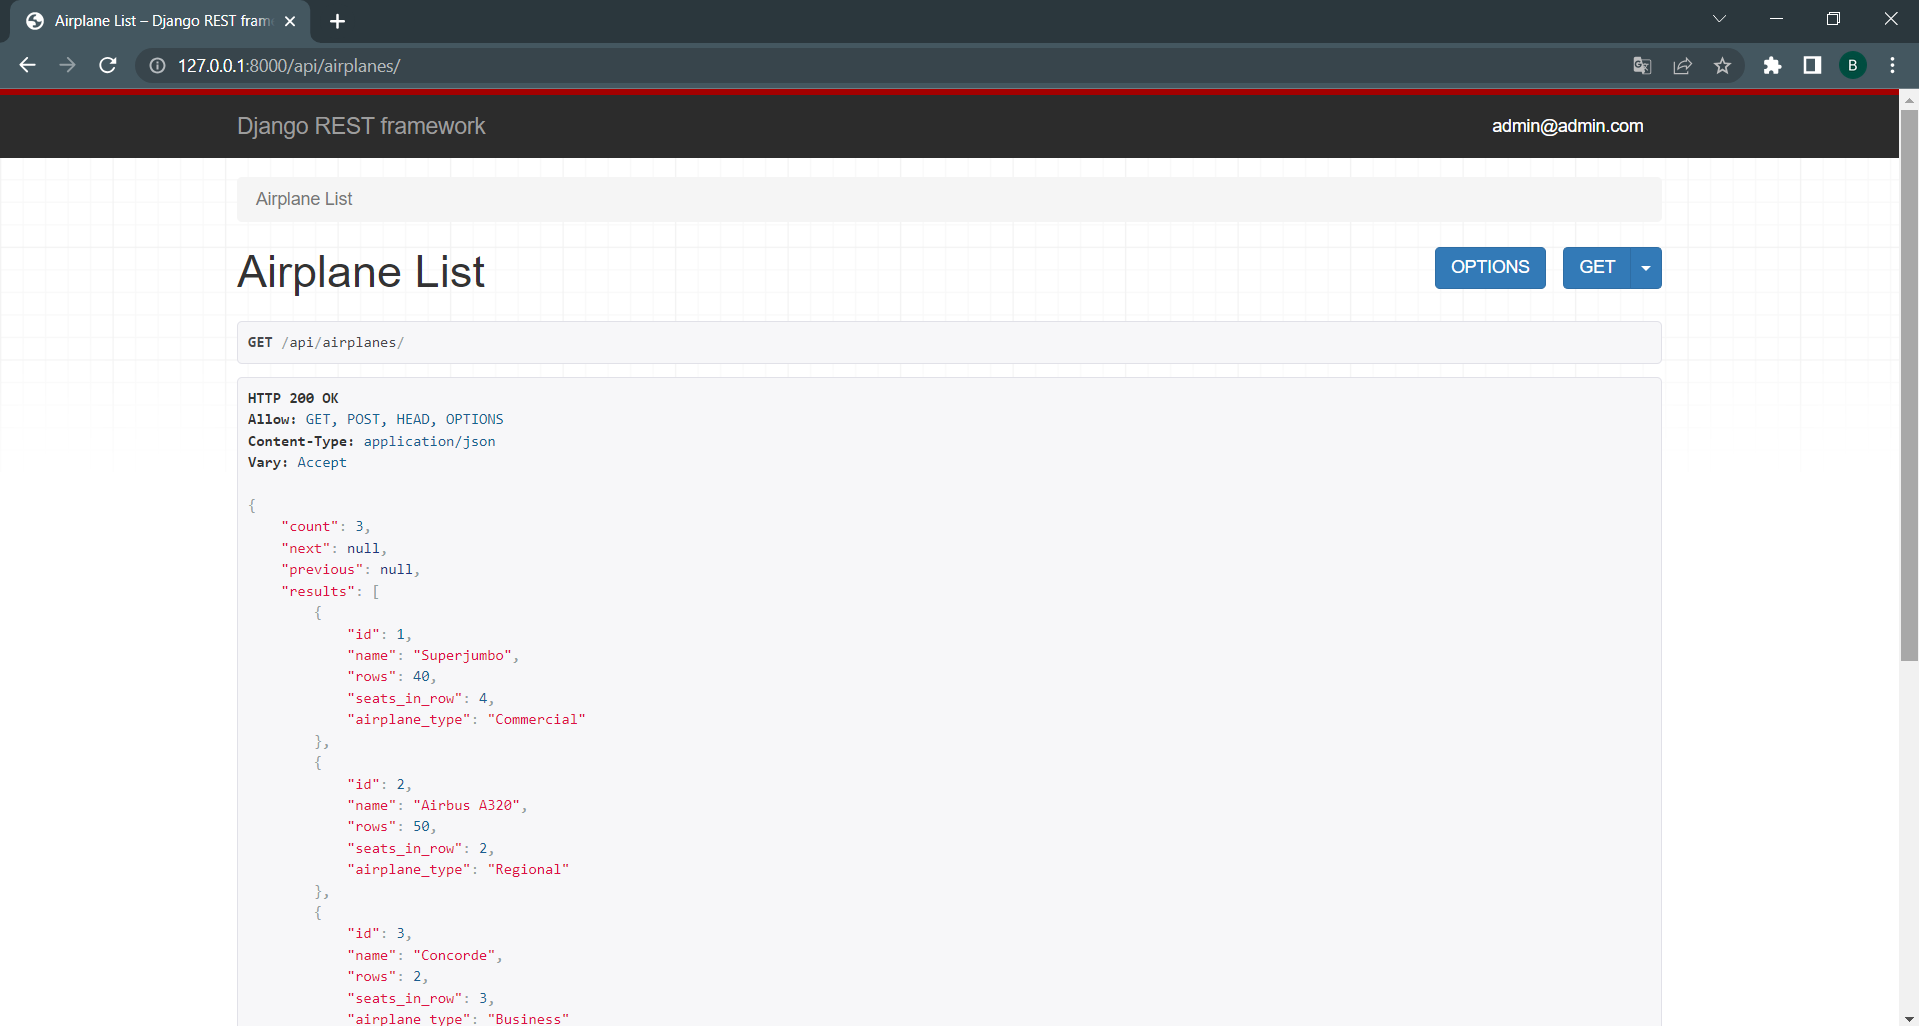 Airplane List – Django REST fram
127.0.0.1:8000/api/airplanes/
B
Django REST framework
admin@admin.com
Airplane List
Airplane List
OPTIONS
GET
GET /api/airplanes/
HTTP 200 OK
Allow: GET, POST, HEAD, OPTIONS
Content-Type: application/json
Vary: Accept
{
"count": 3,
"next": null,
"previous": null,
"results": [
{
"id": 1,
"name": "Superjumbo",
"rows": 40,
"seats_in_row": 4,
"airplane_type": "Commercial"
},
{
"id": 2,
"name": "Airbus A320",
"rows": 50,
"seats_in_row": 2,
"airplane_type": "Regional"
},
{
"id": 3,
"name": "Concorde",
"rows": 2,
"seats_in_row": 3,
"airplane_type": "Business"